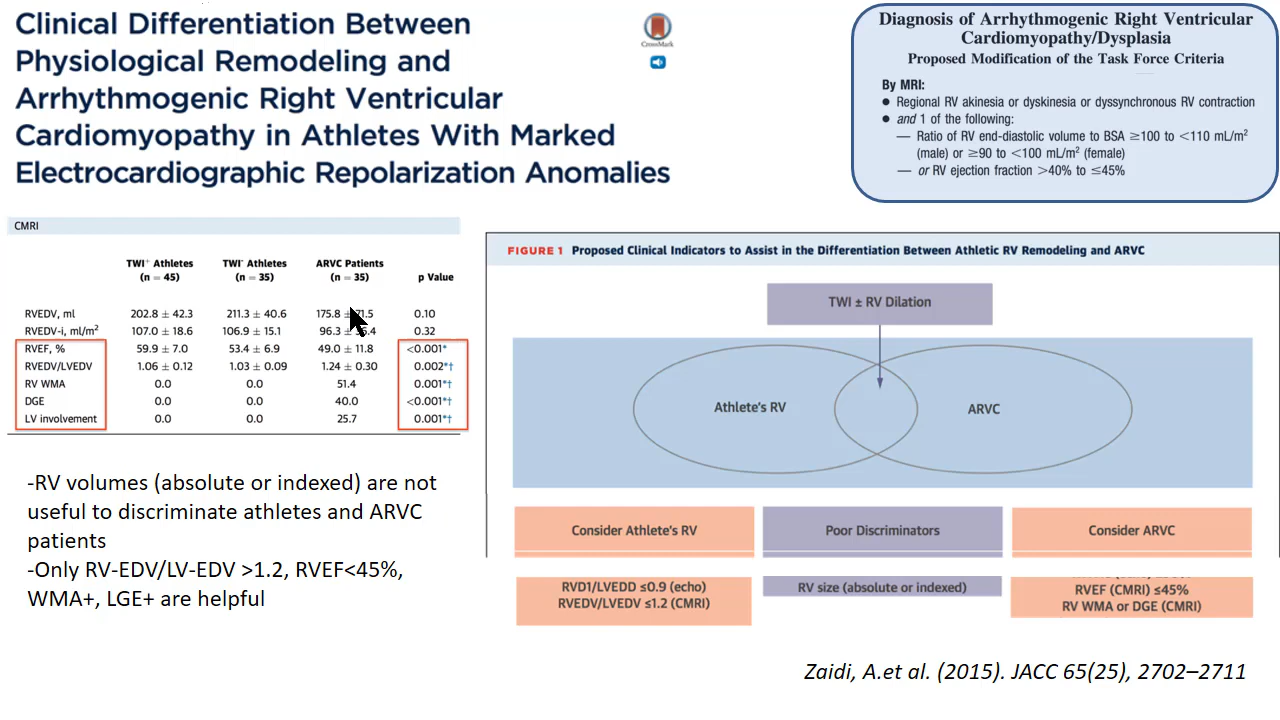 Clinical Differentiation Between
Physiological Remodeling and
Arrhythmogenic Right Ventricular
Cardiomyopathy in Athletes With Marked
Electrocardiographic Repolarization Anomalies
CrossMark
Diagnosis of Arrhythmogenic Right Ventricular
Cardiomyopathy/Dysplasia
Proposed Modification of the Task Force Criteria
By MRI:
● Regional RV akinesia or dyskinesia or dyssynchronous RV contraction
● and 1 of the following:
— Ratio of RV end-diastolic volume to BSA ≥100 to <110 mL/m²
(male) or ≥90 to <100 mL/m² (female)
— or RV ejection fraction >40% to ≤45%
CMRI
TWI⁺ Athletes TWI⁻ Athletes ARVC Patients
(n = 45) (n = 35) (n = 35) p Value
RVEDV, ml 202.8 ± 42.3 211.3 ± 40.6 175.8 ± 0.10
RVEDV-i, ml/m² 107.0 ± 18.6 106.9 ± 15.1 96.3 ± 0.32
RVEF, % 59.9 ± 7.0 53.4 ± 6.9 49.0 ± 11.8 <0.001*
RVEDV/LVEDV 1.06 ± 0.12 1.03 ± 0.09 1.24 ± 0.30 0.002*†
RV WMA 0.0 0.0 51.4 0.001*†
DGE 0.0 0.0 40.0 <0.001*†
LV involvement 0.0 0.0 25.7 0.001*†
-RV volumes (absolute or indexed) are not
useful to discriminate athletes and ARVC
patients
-Only RV-EDV/LV-EDV >1.2, RVEF<45%,
WMA+, LGE+ are helpful
FIGURE 1 Proposed Clinical Indicators to Assist in the Differentiation Between Athletic RV Remodeling and ARVC
TWI ± RV Dilation
Athlete's RV
ARVC
Consider Athlete's RV
Poor Discriminators
Consider ARVC
RVD1/LVEDD ≤0.9 (echo)
RVEDV/LVEDV ≤1.2 (CMRI)
RV size (absolute or indexed)
RVEF (CMRI) ≤45%
RV WMA or DGE (CMRI)
Zaidi, A.et al. (2015). JACC 65(25), 2702–2711